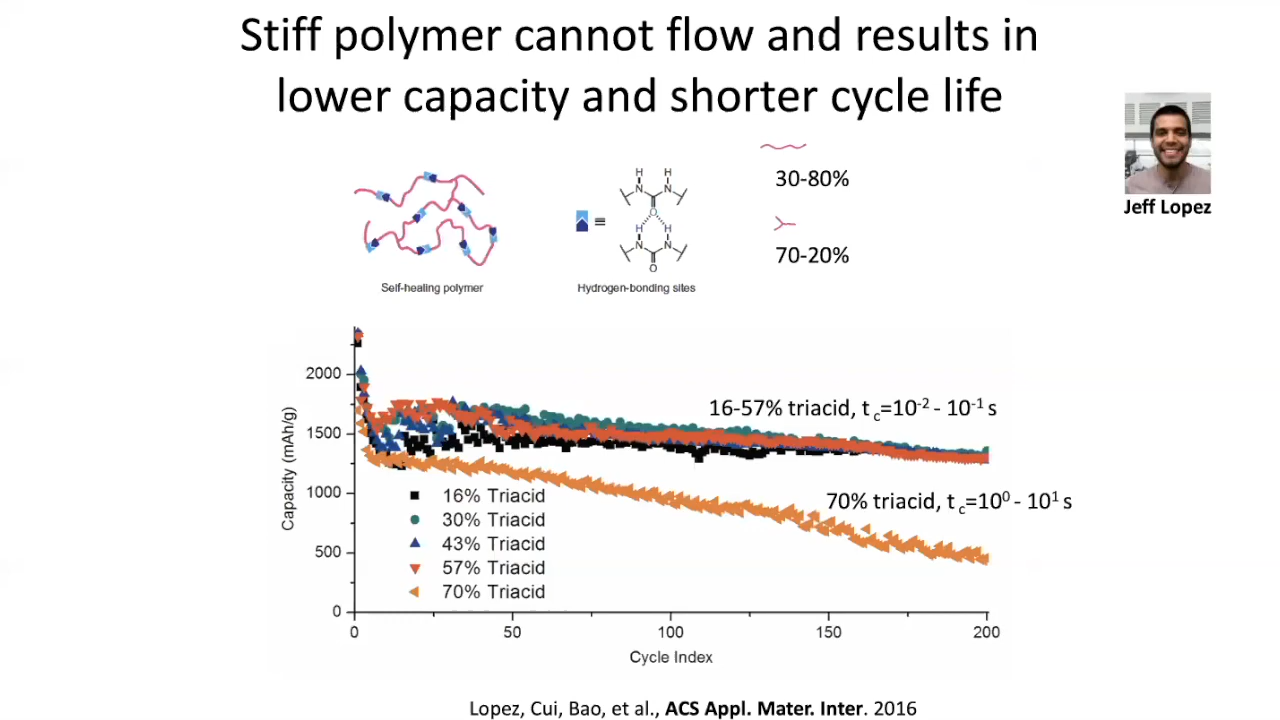 Stiff polymer cannot flow and results in
lower capacity and shorter cycle life
30-80%
70-20%
Jeff Lopez
Self-healing polymer
H H
N N
O
≡
H H
N N
O
Hydrogen-bonding sites
Capacity (mAh/g)
2000
1500
1000
500
0
16-57% triacid, t c=10-2 - 10-1 s
70% triacid, t c=100 - 101 s
16% Triacid
30% Triacid
43% Triacid
57% Triacid
70% Triacid
0 50 100 150 200
Cycle Index
Lopez, Cui, Bao, et al., ACS Appl. Mater. Inter. 2016